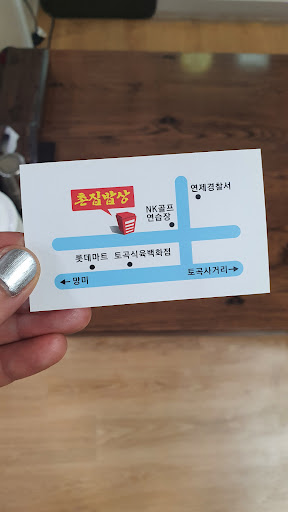 연제경찰서
촌집밥상
NK골프
연습장
롯데마트 토곡식육백화점
← 망미
토곡사거리 →